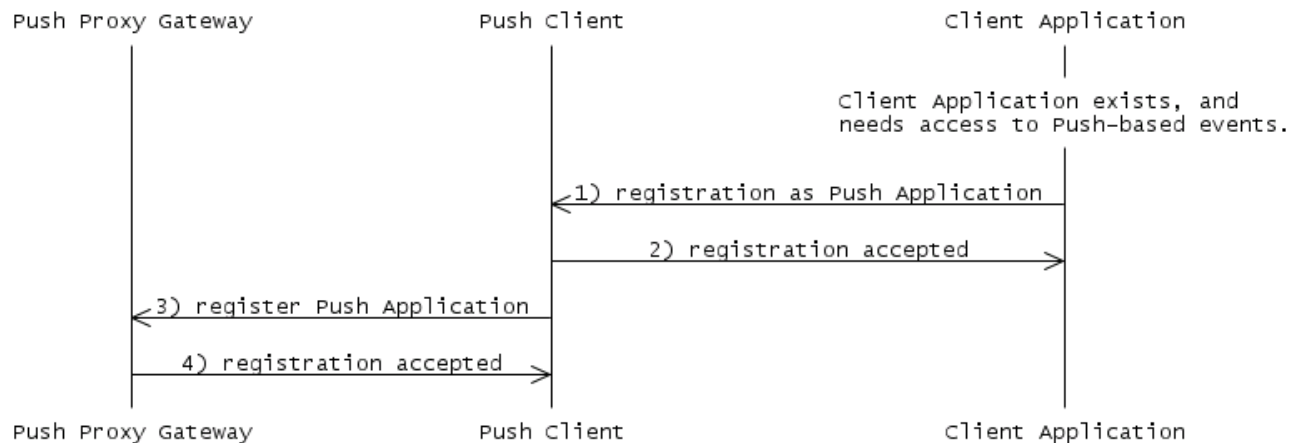 Push Proxy Gateway Push Client Client Application
Client Application exists, and
needs access to Push-based events.
1) registration as Push Application
2) registration accepted
3) register Push Application
4) registration accepted
Push Proxy Gateway Push Client Client Application